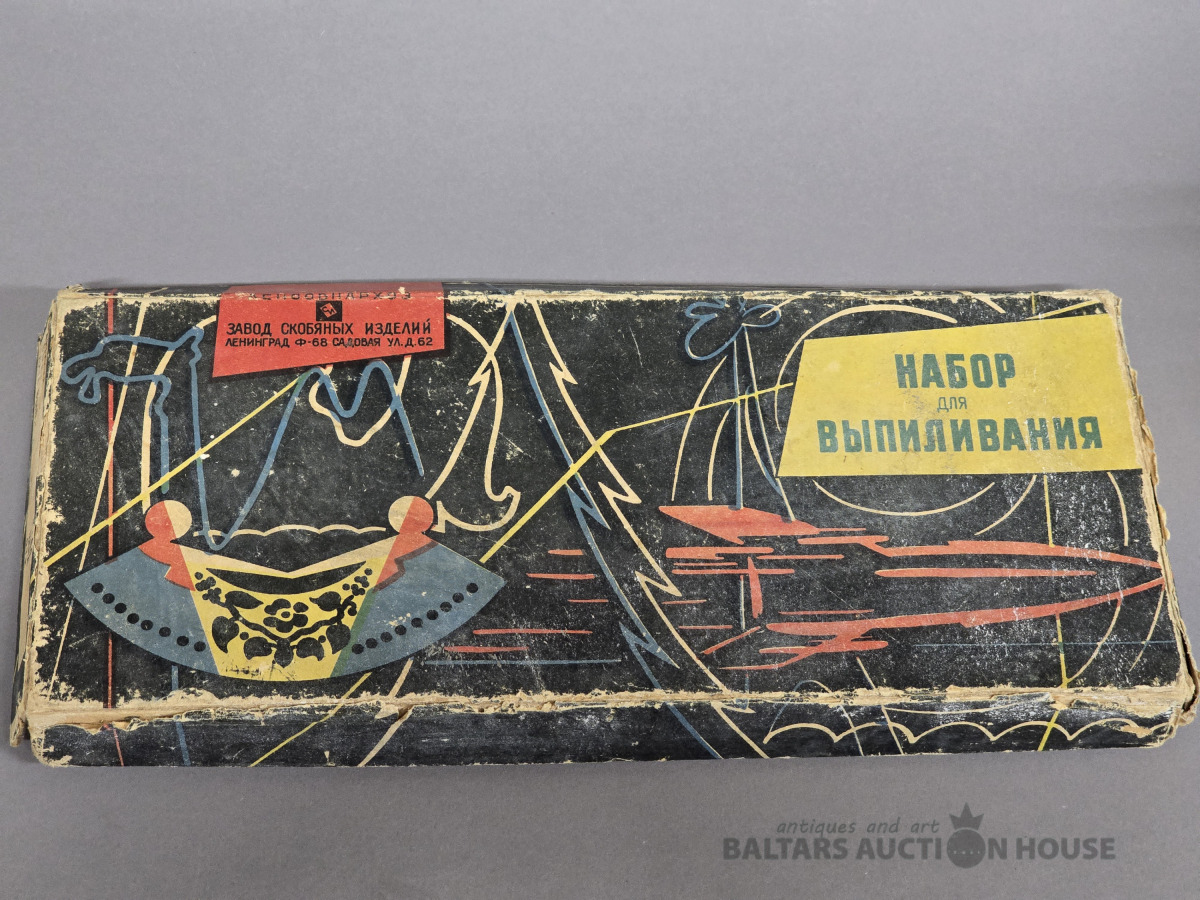 ЗАВОД СКОБЯНЫХ ИЗДЕЛИЙ
ЛЕНИНГРАД Ф-68 САДОВАЯ УЛ.Д.62
НАБОР
ДЛЯ
ВЫПИЛИВАНИЯ
antiques and art
BALTARS AUCTION HOUSE